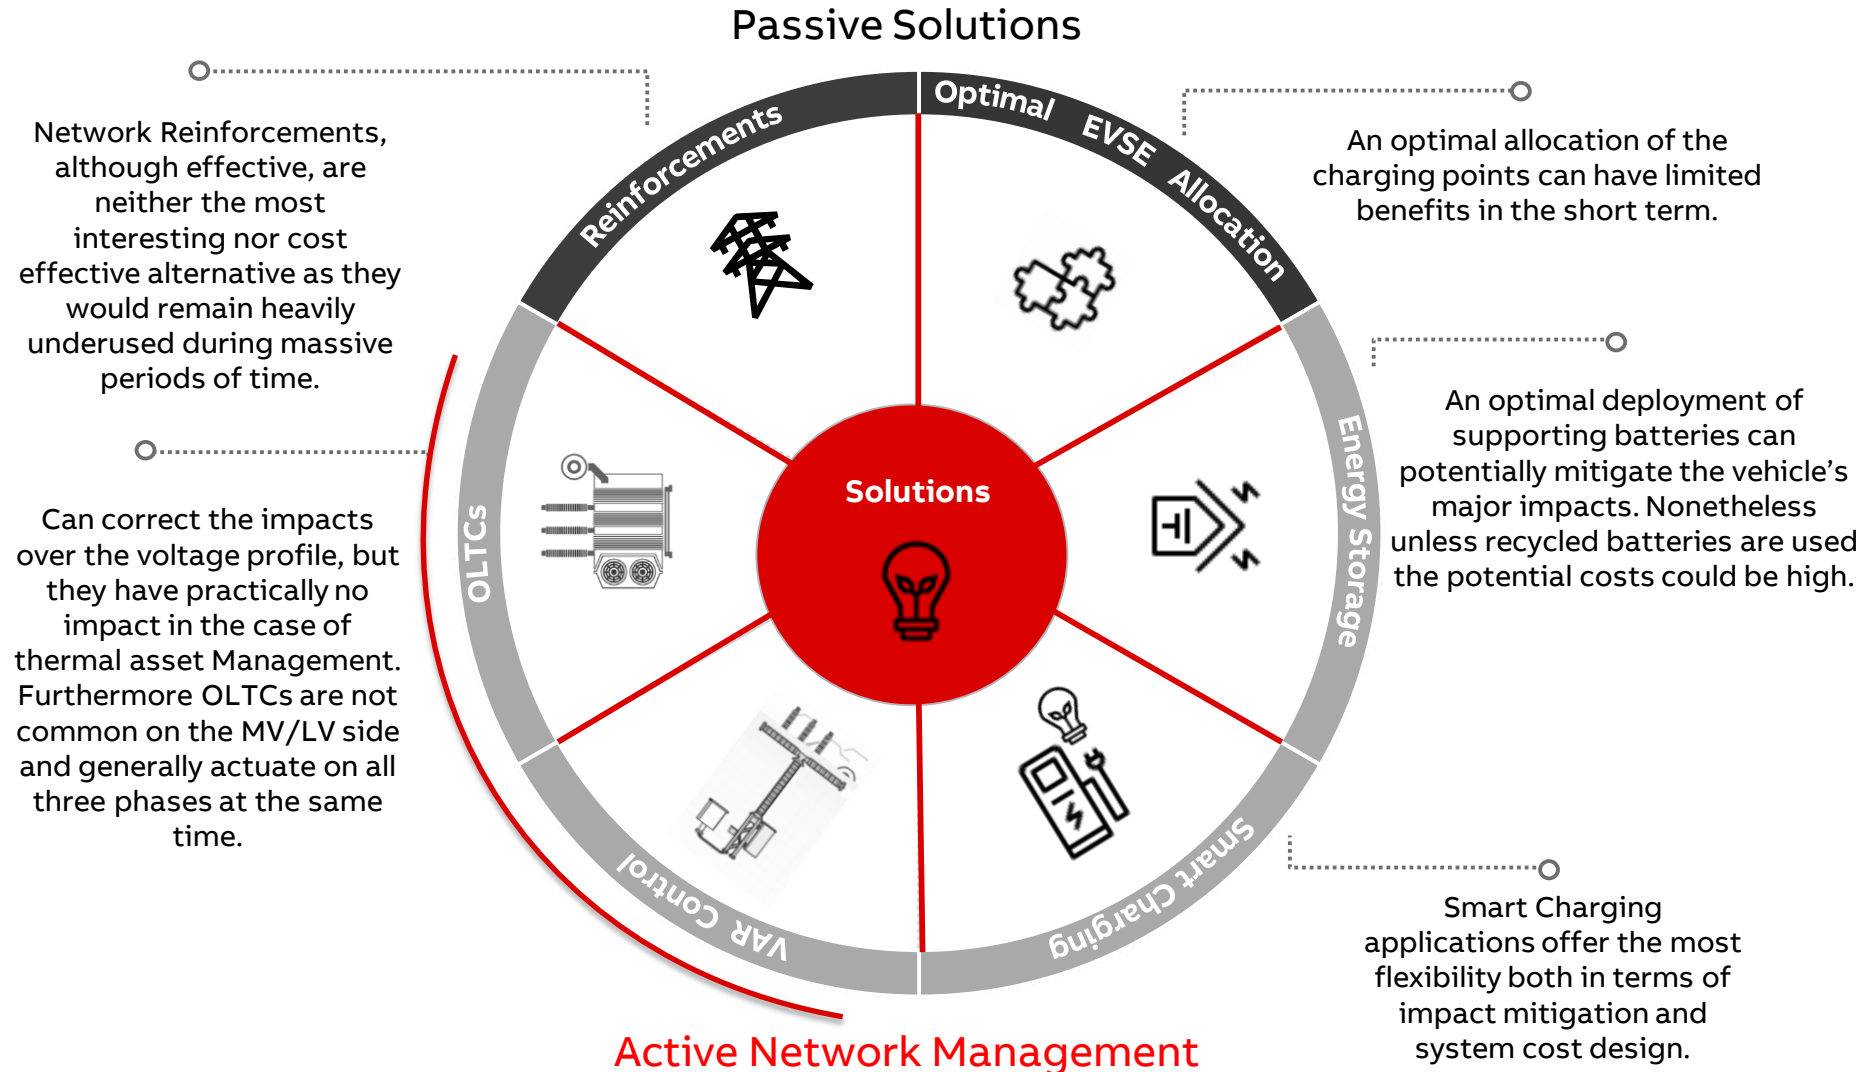 Passive Solutions
Network Reinforcements,
although effective, are
neither the most
interesting nor cost
effective alternative as they
would remain heavily
underused during massive
periods of time.
Reinforcements
Optimal EVSE Allocation
An optimal allocation of the
charging points can have limited
benefits in the short term.
An optimal deployment of
supporting batteries can
potentially mitigate the vehicle's
major impacts. Nonetheless
unless recycled batteries are used
the potential costs could be high.
Energy Storage
Solutions
OLTCs
Can correct the impacts
over the voltage profile, but
they have practically no
impact in the case of
thermal asset Management.
Furthermore OLTCs are not
common on the MV/LV side
and generally actuate on all
three phases at the same
time.
VAR Control
Smart Charging
Smart Charging
applications offer the most
flexibility both in terms of
impact mitigation and
system cost design.
Active Network Management